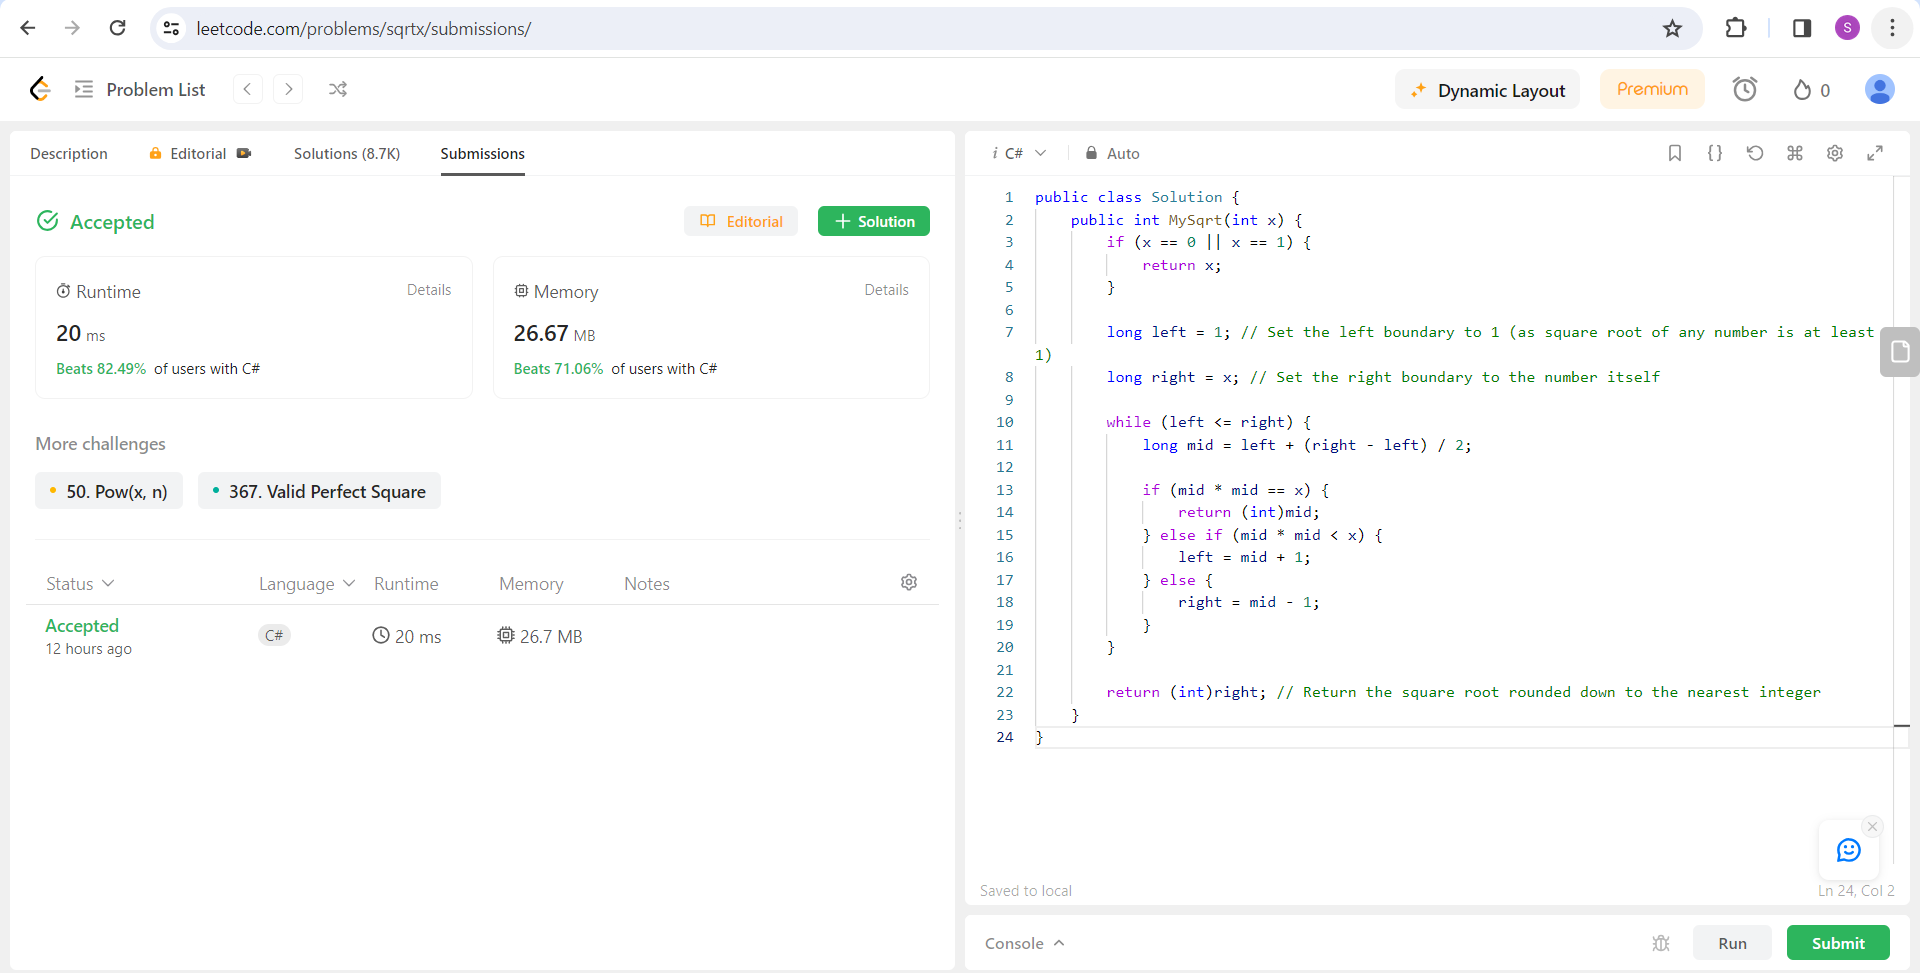 leetcode.com/problems/sqrtx/submissions/
S
Problem List
Dynamic Layout
Premium
0
Description
Editorial
Solutions (8.7K)
Submissions
Accepted
Editorial
Solution
Runtime
Details
20 ms
Beats 82.49% of users with C#
Memory
Details
26.67 MB
Beats 71.06% of users with C#
More challenges
50. Pow(x, n)
367. Valid Perfect Square
Status
Language
Runtime
Memory
Notes
Accepted
12 hours ago
C#
20 ms
26.7 MB
i C#
Auto
1 public class Solution {
2 public int MySqrt(int x) {
3 if (x == 0 || x == 1) {
4 return x;
5 }
6
7 long left = 1; // Set the left boundary to 1 (as square root of any number is at least
1)
8 long right = x; // Set the right boundary to the number itself
9
10 while (left <= right) {
11 long mid = left + (right - left) / 2;
12
13 if (mid * mid == x) {
14 return (int)mid;
15 } else if (mid * mid < x) {
16 left = mid + 1;
17 } else {
18 right = mid - 1;
19 }
20 }
21
22 return (int)right; // Return the square root rounded down to the nearest integer
23 }
24 }
Saved to local
Ln 24, Col 2
Console
Run
Submit